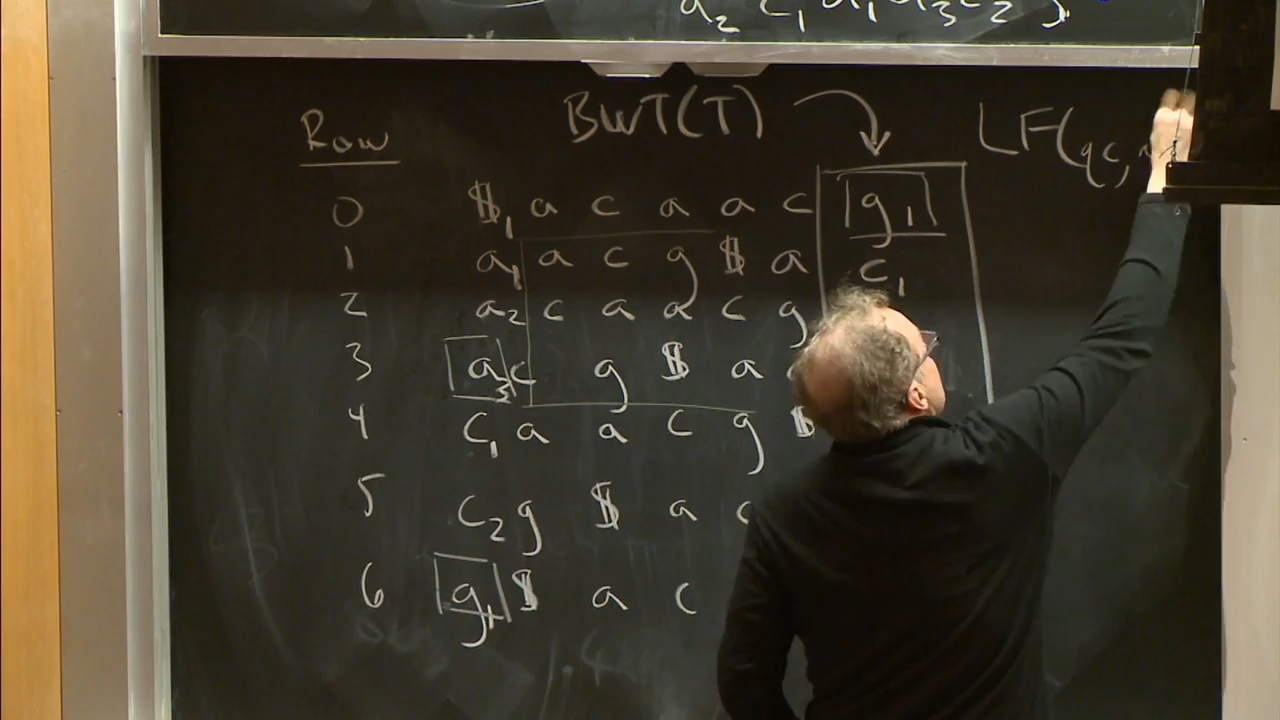 a₂ c₁ a₁ a₃ c₂
BWT(T)
LF(qc,
Row
0 $₁ a c a a c g₁
1 a₁ a c g $ a c₁
2 a₂ c a a c g
3 a₃ c g $ a
4 c₁ a a c g $
5 c₂ g $ a c
6 g₁ $ a c